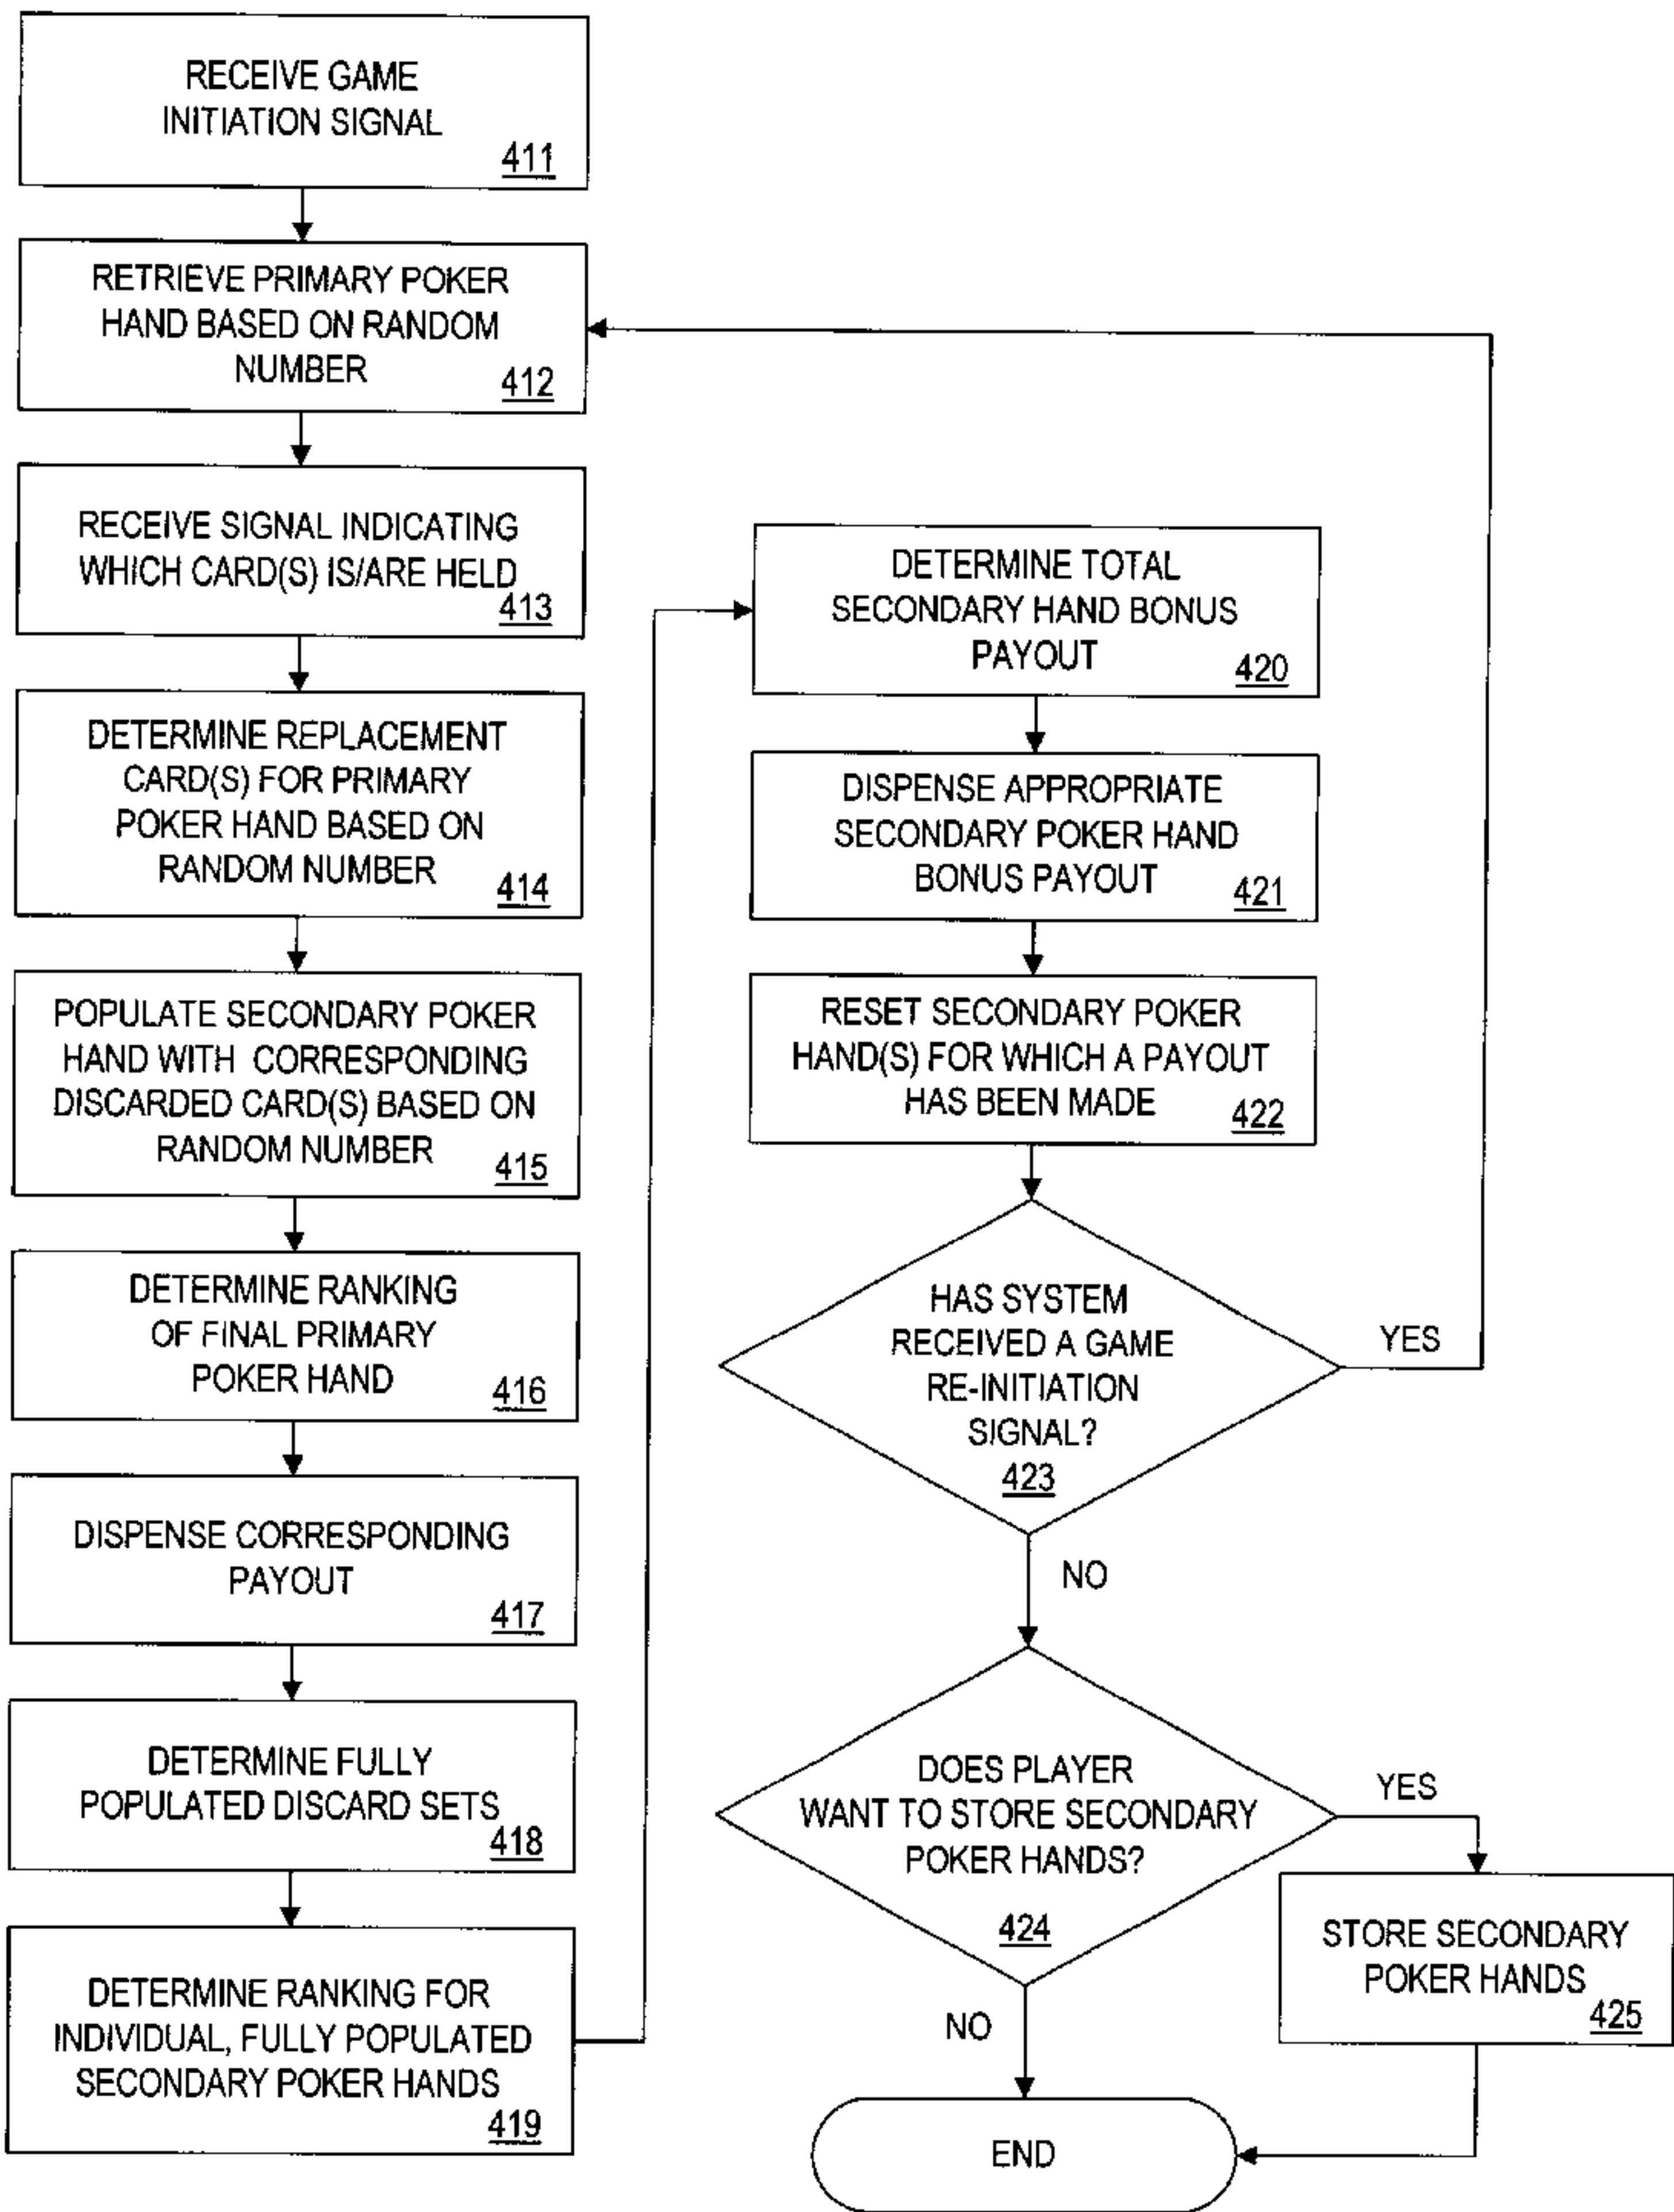 RECEIVE GAME
INITIATION SIGNAL
411
RETRIEVE PRIMARY POKER
HAND BASED ON RANDOM
NUMBER
412
RECEIVE SIGNAL INDICATING
WHICH CARD(S) IS/ARE HELD
413
DETERMINE REPLACEMENT
CARD(S) FOR PRIMARY
POKER HAND BASED ON
RANDOM NUMBER
414
POPULATE SECONDARY POKER
HAND WITH CORRESPONDING
DISCARDED CARD(S) BASED ON
RANDOM NUMBER
415
DETERMINE RANKING
OF FINAL PRIMARY
POKER HAND
416
DISPENSE CORRESPONDING
PAYOUT
417
DETERMINE FULLY
POPULATED DISCARD SETS
418
DETERMINE RANKING FOR
INDIVIDUAL, FULLY POPULATED
SECONDARY POKER HANDS
419
DETERMINE TOTAL
SECONDARY HAND BONUS
PAYOUT
420
DISPENSE APPROPRIATE
SECONDARY POKER HAND
BONUS PAYOUT
421
RESET SECONDARY POKER
HAND(S) FOR WHICH A PAYOUT
HAS BEEN MADE
422
HAS SYSTEM
RECEIVED A GAME
RE-INITIATION
SIGNAL?
423
YES
NO
DOES PLAYER
WANT TO STORE SECONDARY
POKER HANDS?
424
YES
NO
STORE SECONDARY
POKER HANDS
425
END